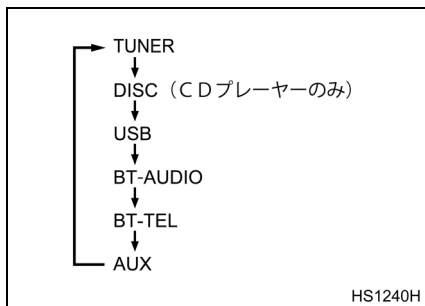 TUNER
DISC（ＣＤプレーヤーのみ）
USB
BT-AUDIO
BT-TEL
AUX
HS1240H